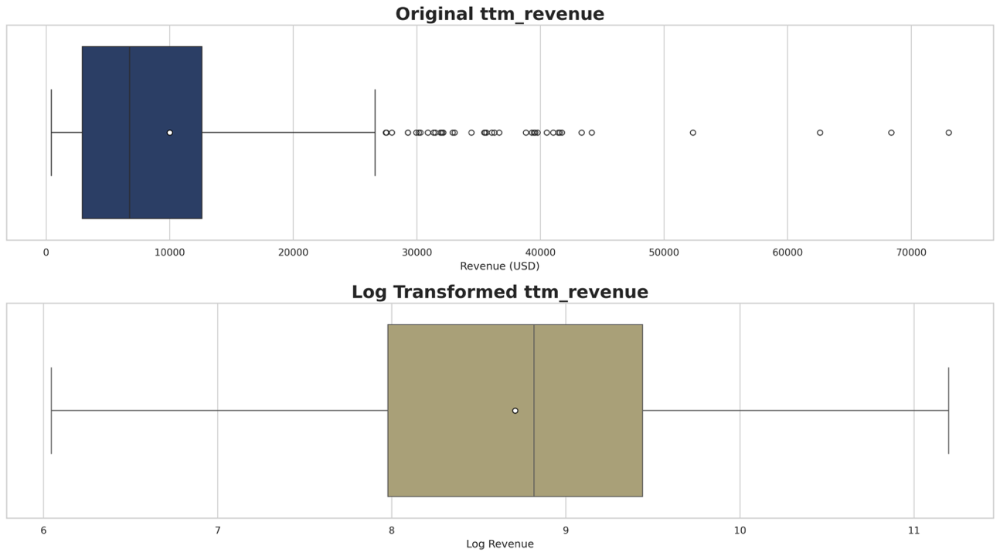 Original ttm_revenue
0 10000 20000 30000 40000 50000 60000 70000
Revenue (USD)
Log Transformed ttm_revenue
6 7 8 9 10 11
Log Revenue